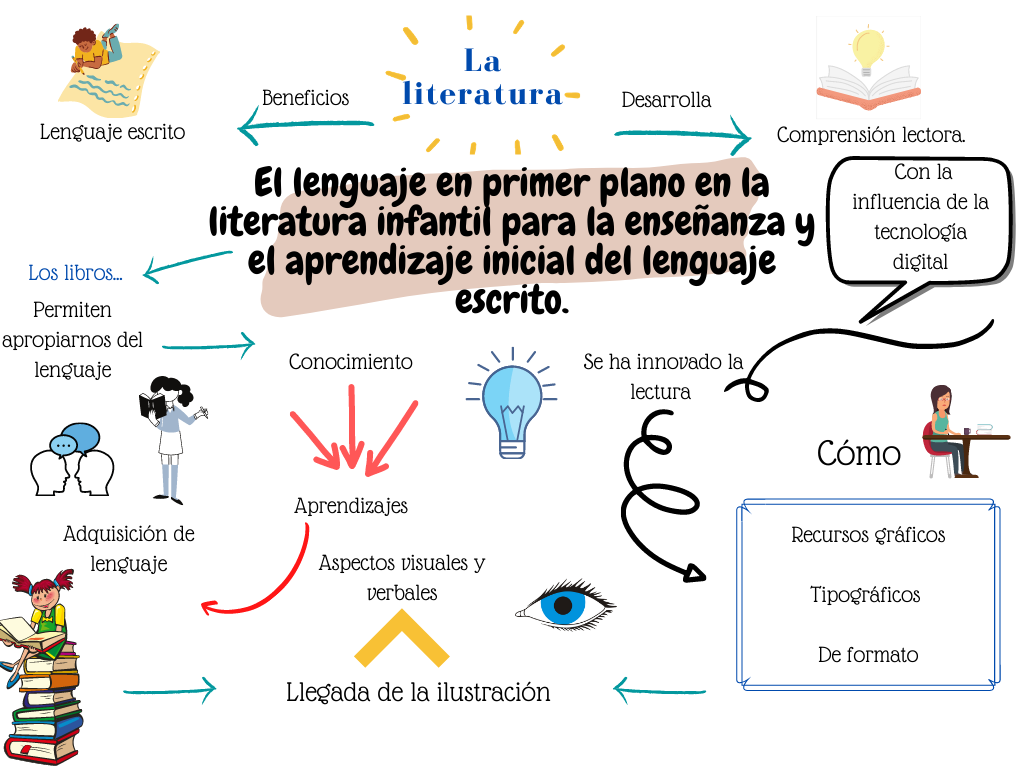 La
literatura
Beneficios
Desarrolla
Lenguaje escrito
Comprensión lectora.
El lenguaje en primer plano en la
literatura infantil para la enseñanza y
el aprendizaje inicial del lenguaje
escrito.
Con la
influencia de la
tecnología
digital
Los libros...
Permiten
apropiarnos del
lenguaje
Conocimiento
Se ha innovado la
lectura
Cómo
Aprendizajes
Adquisición de
lenguaje
Recursos gráficos
Tipográficos
De formato
Aspectos visuales y
verbales
Llegada de la ilustración